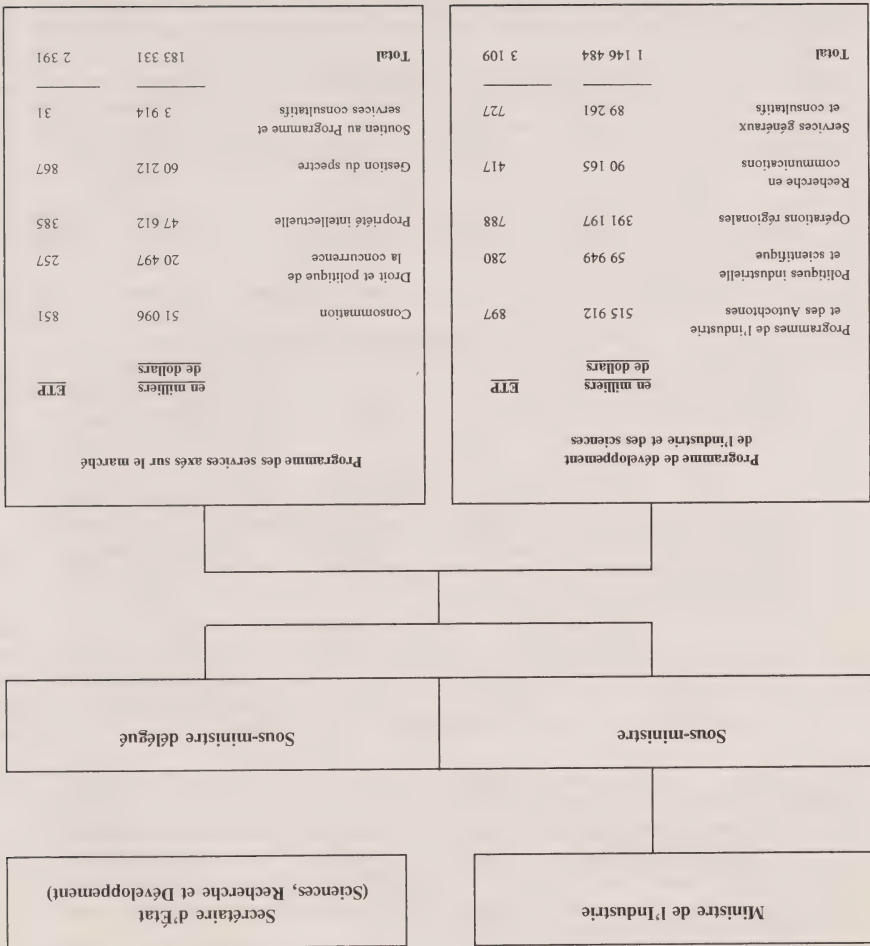 Ministre de l'Industrie
Secrétaire d'État
(Sciences, Recherche et Développement)
Sous-ministre
Sous-ministre délégué
Programme de développement
de l'industrie et des sciences
en milliers
de dollars ETP
Programmes de l'industrie
et des Autochtones 515 912 897
Politiques industrielle
et scientifique 59 949 280
Opérations régionales 391 197 788
Recherche en
communications 90 165 417
Services généraux
et consultatifs 89 261 727
Total 1 146 484 3 109
Programme des services axés sur le marché
en milliers
de dollars ETP
Consommation 51 096 851
Droit et politique de
la concurrence 20 497 257
Propriété intellectuelle 47 612 385
Gestion du spectre 60 212 867
Soutien au Programme et
services consultatifs 3 914 31
Total 183 331 2 391